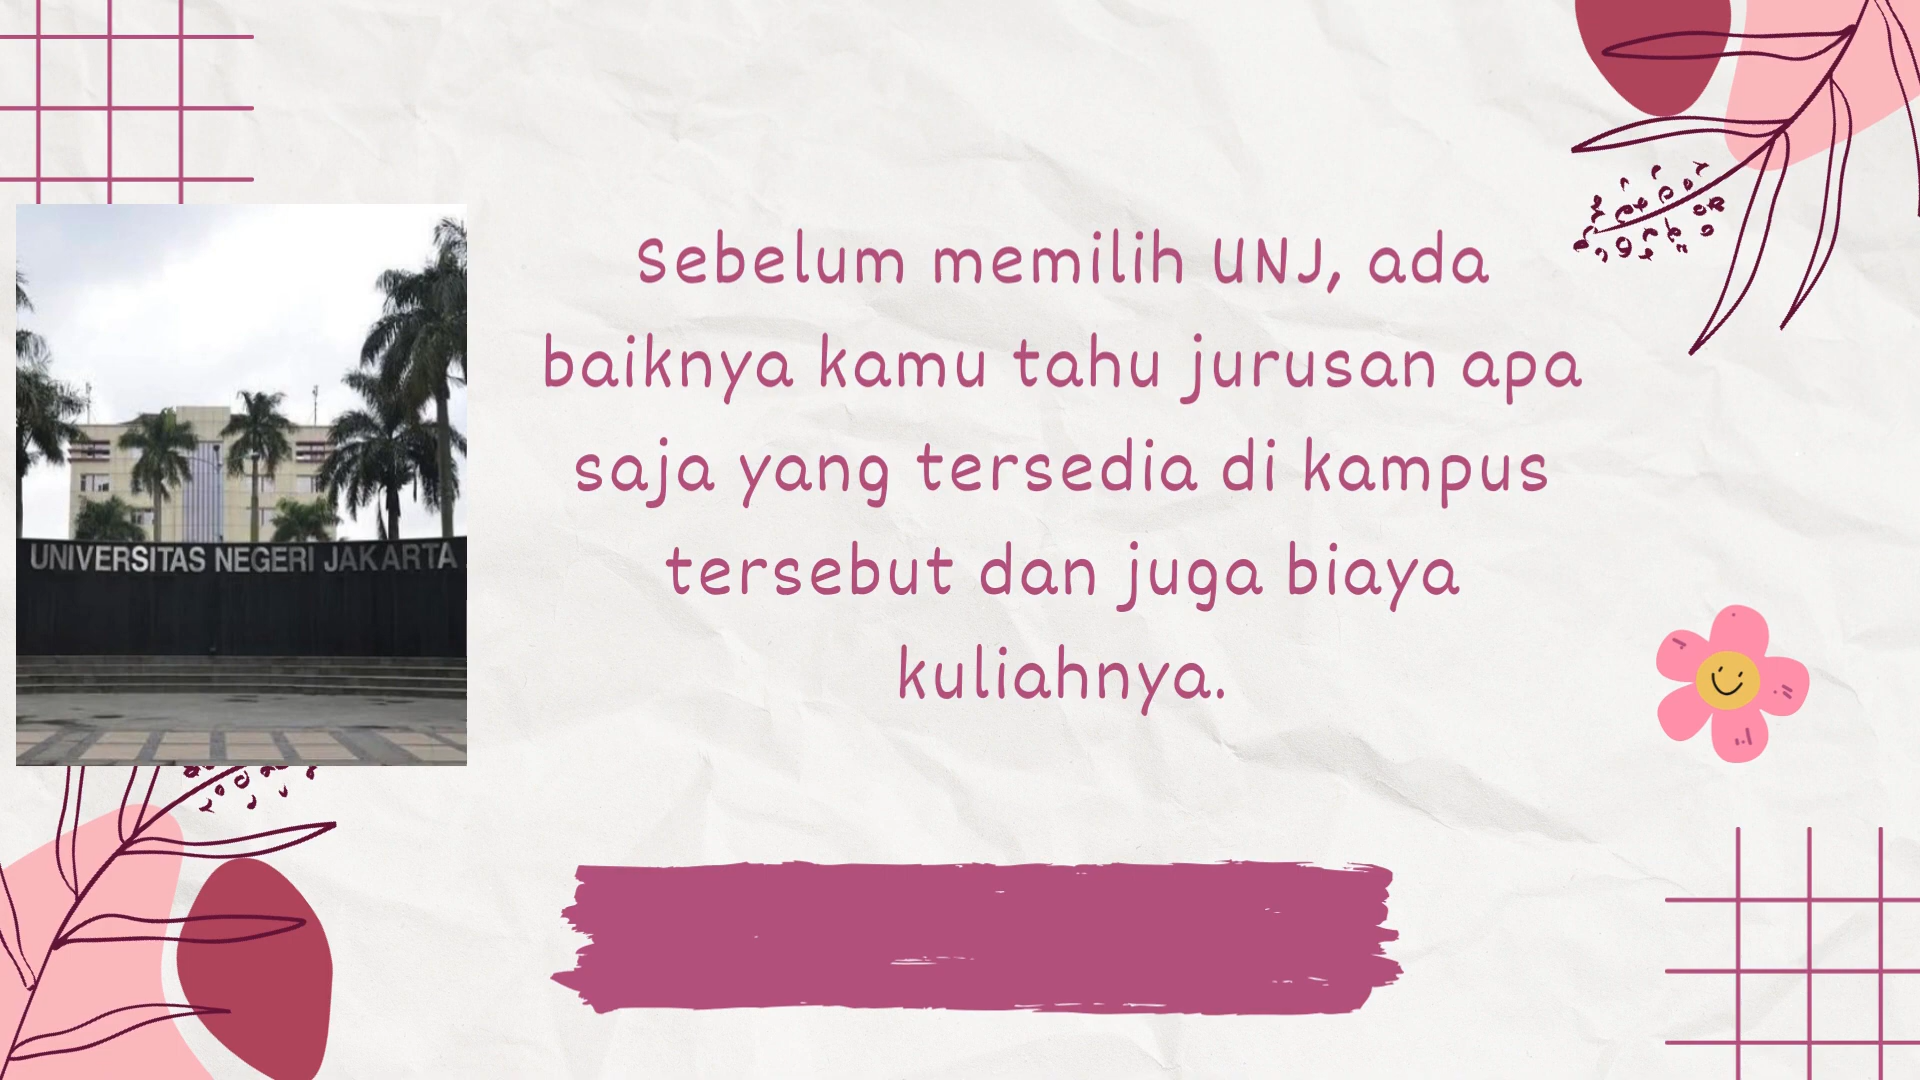 Sebelum memilih UNJ, ada
baiknya kamu tahu jurusan apa
saja yang tersedia di kampus
tersebut dan juga biaya
kuliahnya.
UNIVERSITAS NEGERI JAKARTA